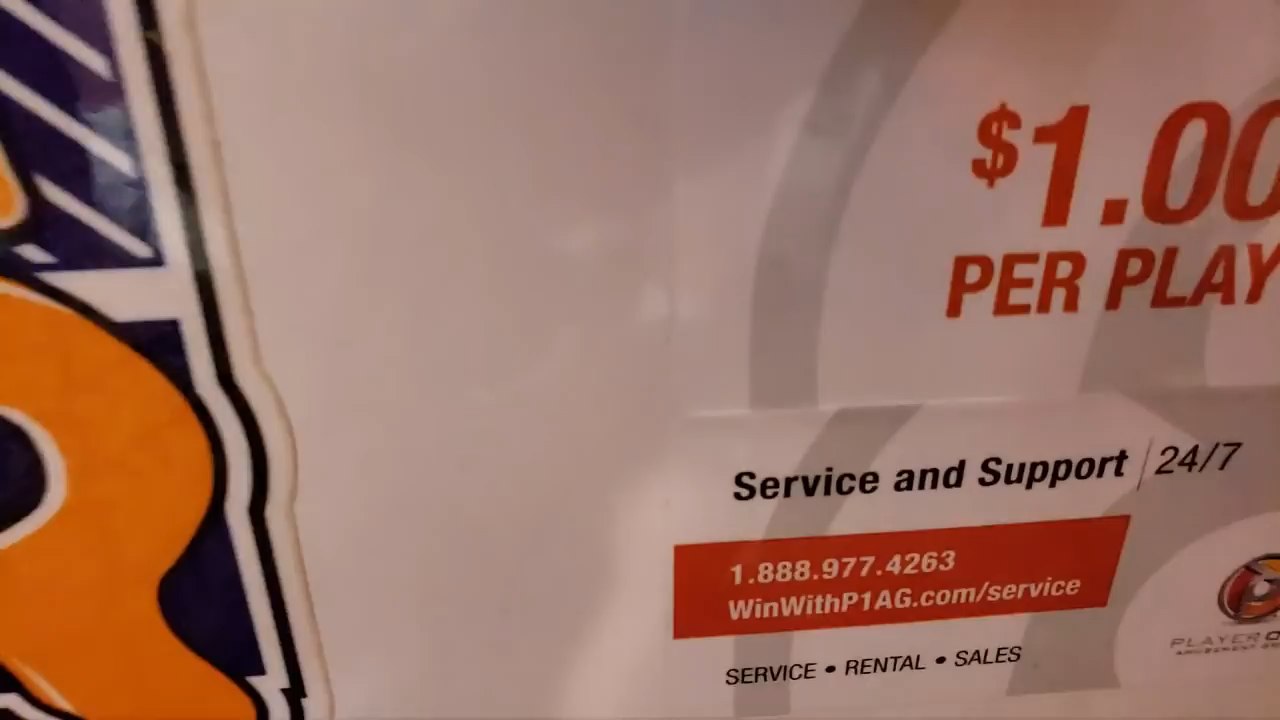 $1.00
PER PLAY
Service and Support | 24/7
1.888.977.4263
WinWithP1AG.com/service
SERVICE • RENTAL • SALES
PLAYER